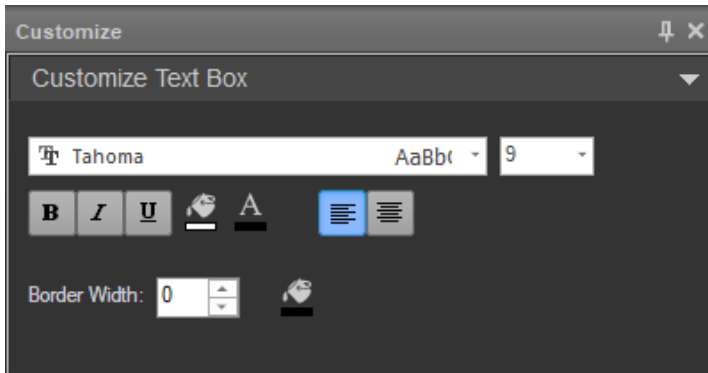 Customize
Customize Text Box
Tahoma AaBb 9
B I U A
Border Width: 0